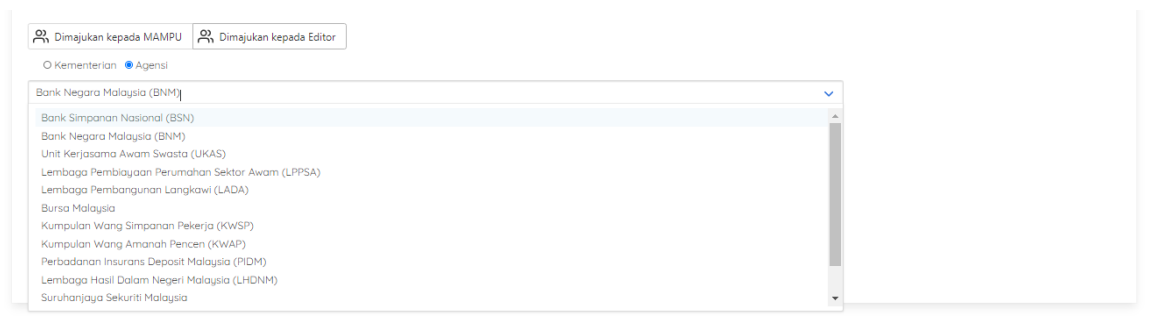 Dimajukan kepada MAMPU Dimajukan kepada Editor
Kementerian Agensi
Bank Negara Malaysia (BNM)
Bank Simpanan Nasional (BSN)
Bank Negara Malaysia (BNM)
Unit Kerjasama Awam Swasta (UKAS)
Lembaga Pembiayaan Perumahan Sektor Awam (LPPSA)
Lembaga Pembangunan Langkawi (LADA)
Bursa Malaysia
Kumpulan Wang Simpanan Pekerja (KWSP)
Kumpulan Wang Amanah Pencen (KWAP)
Perbadanan Insurans Deposit Malaysia (PIDM)
Lembaga Hasil Dalam Negeri Malaysia (LHDNM)
Suruhanjaya Sekuriti Malaysia